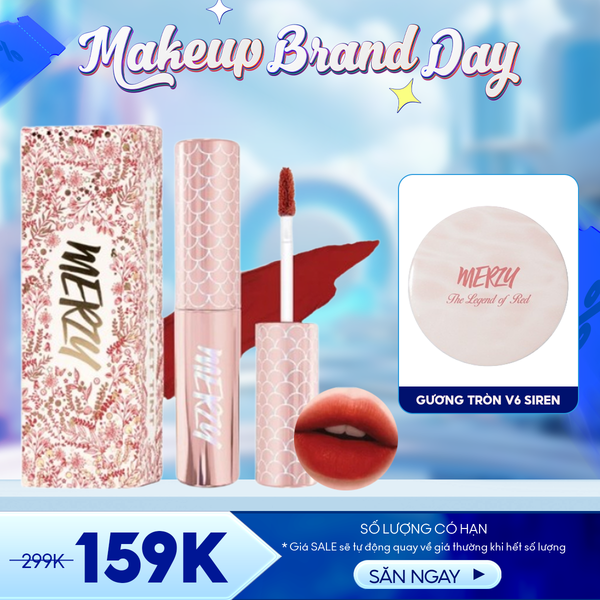 Makeup Brand Day
MERZY
MERZY
MERZY
The Legend of Red
GƯƠNG TRÒN V6 SIREN
299K
159K
SỐ LƯỢNG CÓ HẠN
* Giá SALE sẽ tự động quay về giá thường khi hết số lượng
SĂN NGAY